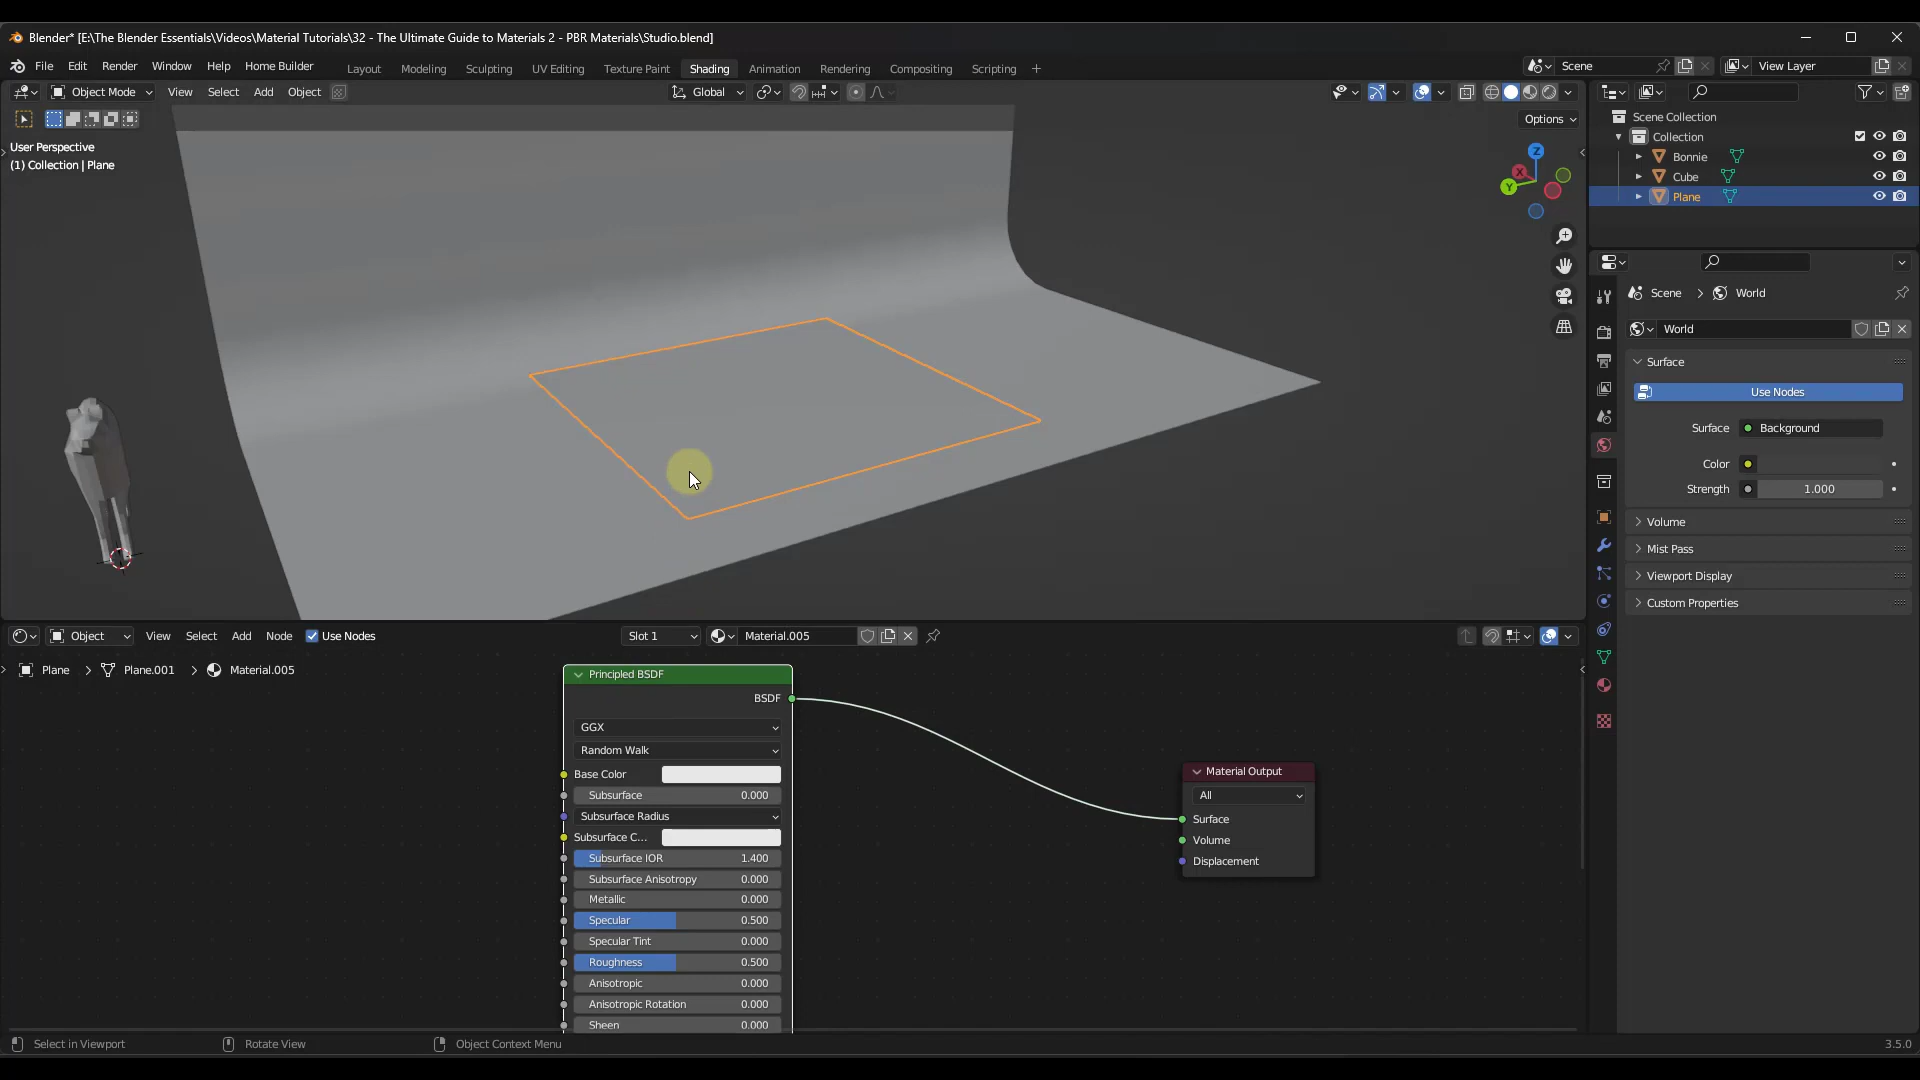 Blender* [E:\The Blender Essentials\Videos\Material Tutorials\32 - The Ultimate Guide to Materials 2 - PBR Materials\Studio.blend]
File Edit Render Window Help Home Builder Layout Modeling Sculpting UV Editing Texture Paint Shading Animation Rendering Compositing Scripting + Scene View Layer
Object Mode View Select Add Object Global
Options
User Perspective
(1) Collection | Plane
Z
X
Y
Scene Collection
Collection
Bonnie
Cube
Plane
Scene > World
World
Surface
Use Nodes
Surface Background
Color
Strength 1.000
Volume
Mist Pass
Viewport Display
Custom Properties
Object View Select Add Node Use Nodes Slot 1 Material.005
Plane > Plane.001 > Material.005
Principled BSDF
BSDF
GGX
Random Walk
Base Color
Subsurface 0.000
Subsurface Radius
Subsurface C...
Subsurface IOR 1.400
Subsurface Anisotropy 0.000
Metallic 0.000
Specular 0.500
Specular Tint 0.000
Roughness 0.500
Anisotropic 0.000
Anisotropic Rotation 0.000
Sheen 0.000
Material Output
All
Surface
Volume
Displacement
Select in Viewport Rotate View Object Context Menu 3.5.0